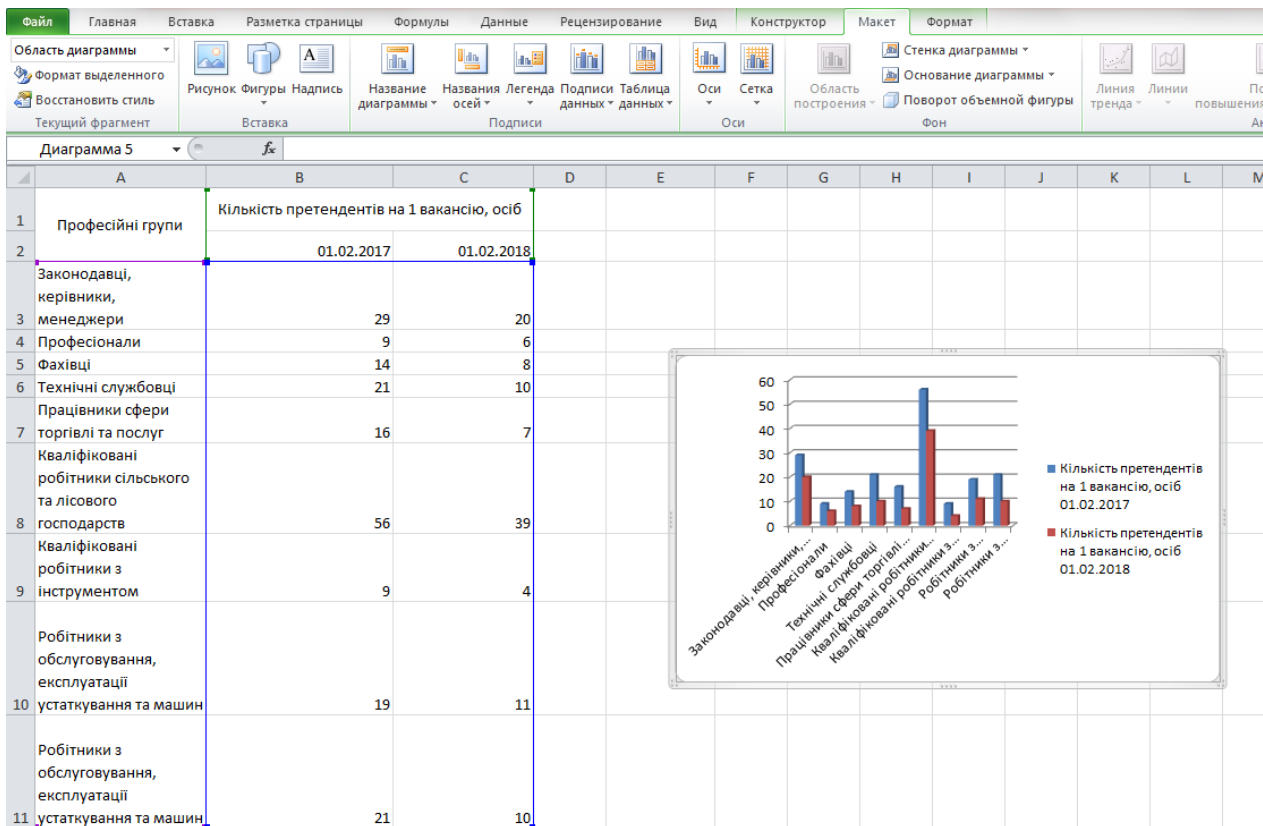 Файл Главная Вставка Разметка страницы Формулы Данные Рецензирование Вид Конструктор Макет Формат
Область диаграммы
Формат выделенного
Восстановить стиль
Текущий фрагмент
Рисунок Фигуры Надпись
Вставка
Название диаграммы
Названия осей
Легенда
Подписи данных
Таблица данных
Подписи
Оси
Сетка
Оси
Область построения
Стенка диаграммы
Основание диаграммы
Поворот объемной фигуры
Фон
Линия тренда
Линии
Диаграмма 5
fx
A B C D E F G H I J K L M
1
Професійні групи
Кількість претендентів на 1 вакансію, осіб
2 01.02.2017 01.02.2018
Законодавці,
керівники,
3 менеджери 29 20
4 Професіонали 9 6
5 Фахівці 14 8
6 Технічні службовці 21 10
Працівники сфери
7 торгівлі та послуг 16 7
Кваліфіковані
робітники сільського
та лісового
8 господарств 56 39
Кваліфіковані
робітники з
9 інструментом 9 4
Робітники з
обслуговування,
експлуатації
10 устаткування та машин 19 11
Робітники з
обслуговування,
експлуатації
11 устаткування та машин 21 10
60
50
40
30
20
10
0
Законодавці, керівники,...
Професіонали
Фахівці
Технічні службовці
Працівники сфери торгівлі...
Кваліфіковані робітники...
Кваліфіковані робітники з...
Робітники з...
Робітники з...
Кількість претендентів
на 1 вакансію, осіб
01.02.2017
Кількість претендентів
на 1 вакансію, осіб
01.02.2018